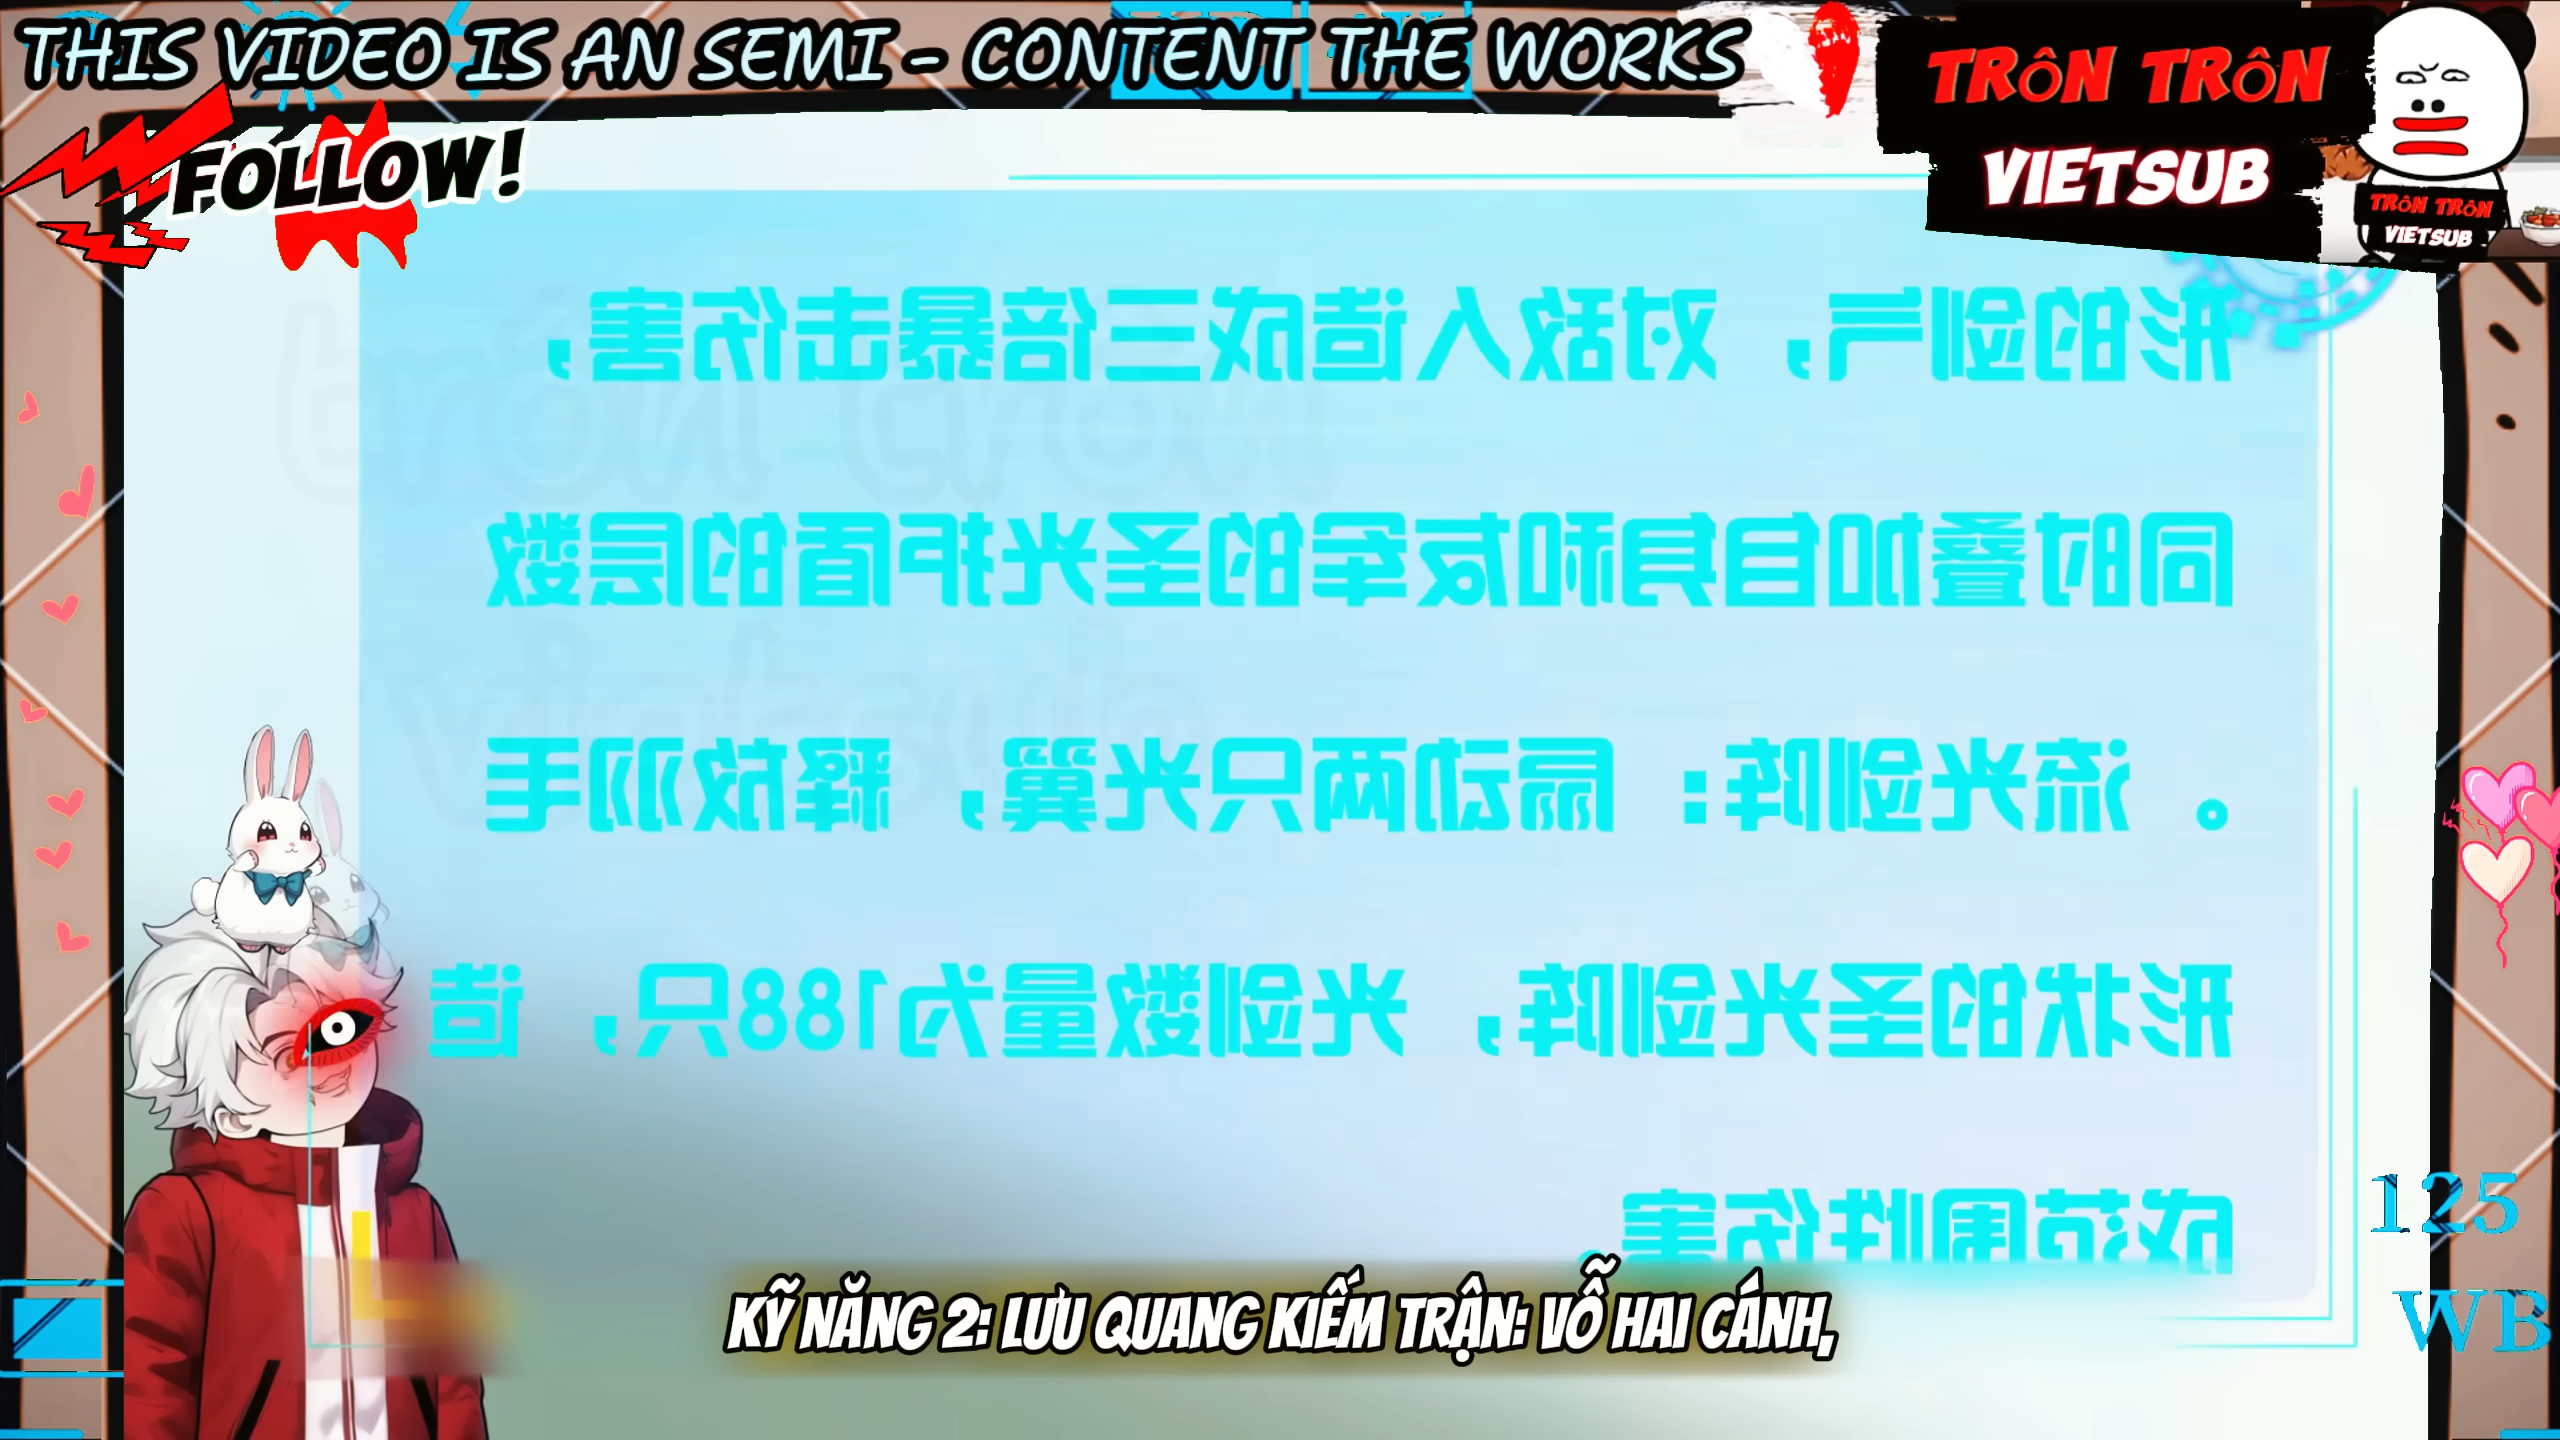 THIS VIDEO IS AN SEMI - CONTENT THE WORKS
TRÔN TRÔN
VIETSUB
FOLLOW!
TRÔN TRÔN
VIETSUB
形的剑气，对敌人造成三倍暴击伤害，
同时叠加自身和友军的圣光护盾的层数
。流光剑阵：扇动两只光翼，释放羽毛
形状的圣光剑阵，光剑数量为188只，造
成范围性伤害。
trôn trôn
vietsub
125
WB
KỸ NĂNG 2: LƯU QUANG KIẾM TRẬN: VỖ HAI CÁNH,